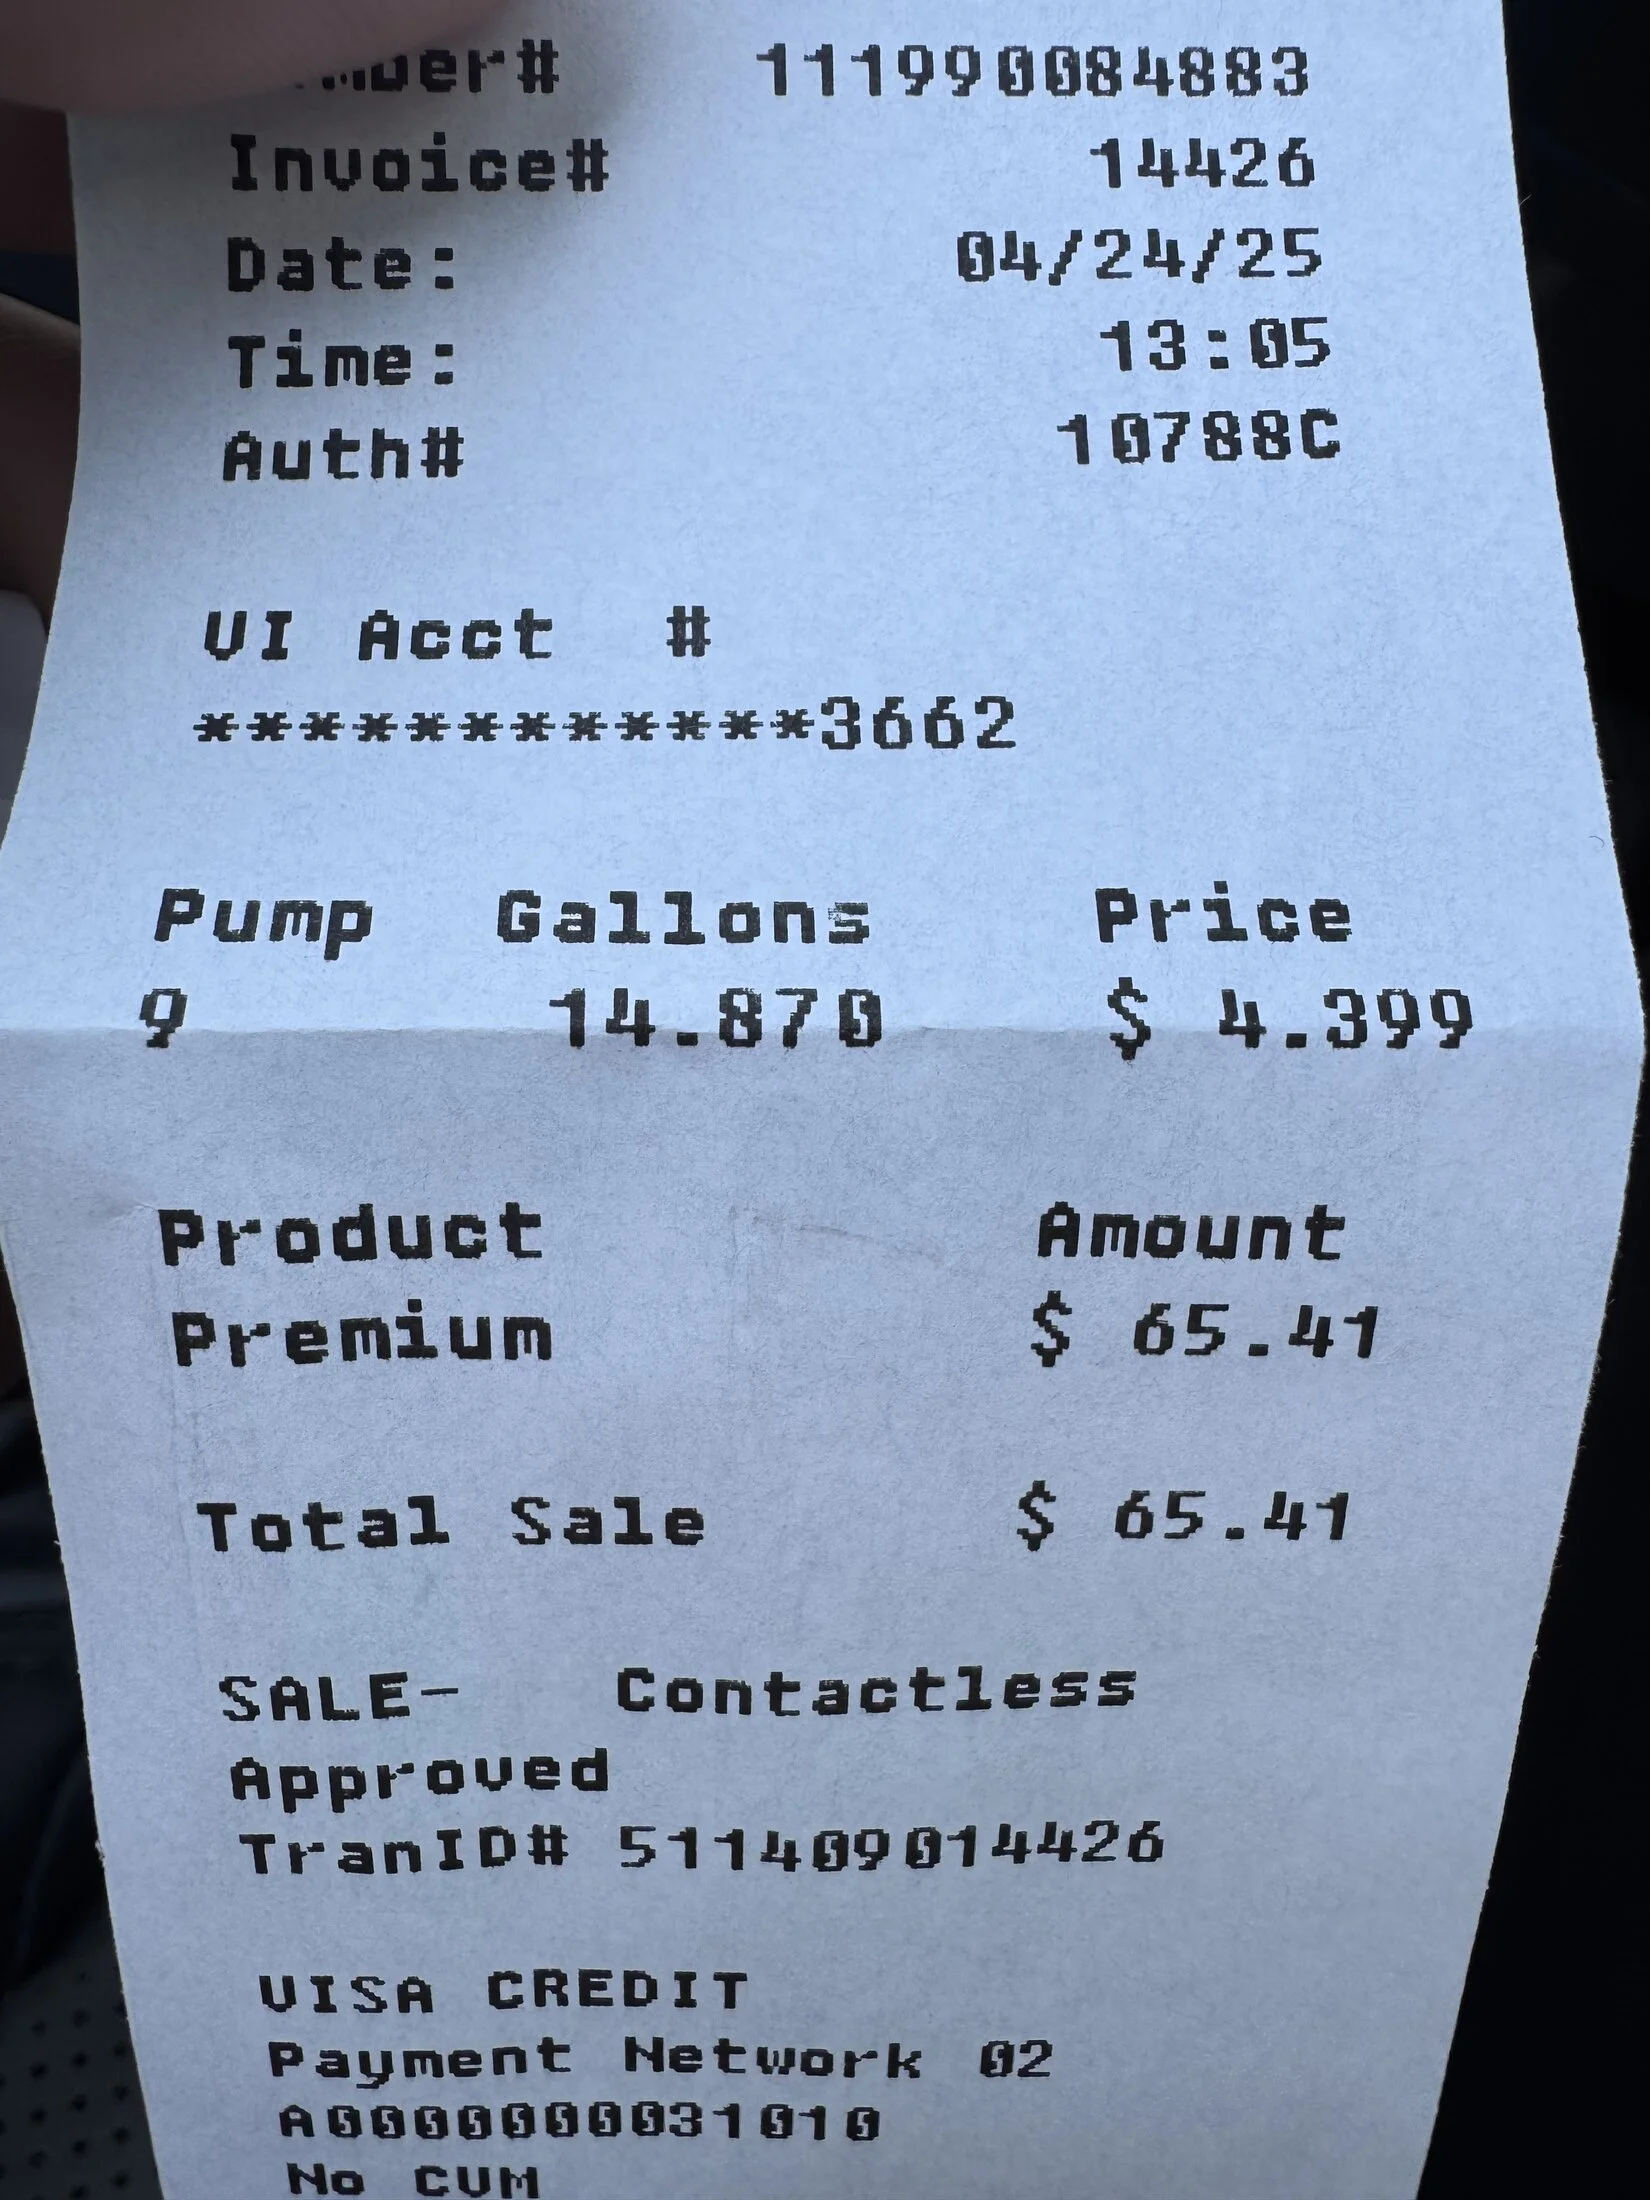 111990084883
Invoice# 14426
Date: 04/24/25
Time: 13:05
Auth# 10788C
VI Acct #
************3662
Pump Gallons Price
9 14.870 $ 4.399
Product Amount
Premium $ 65.41
Total Sale $ 65.41
SALE- Contactless
Approved
TranID# 511409014426
VISA CREDIT
Payment Network 02
A0000000031010
No CVM